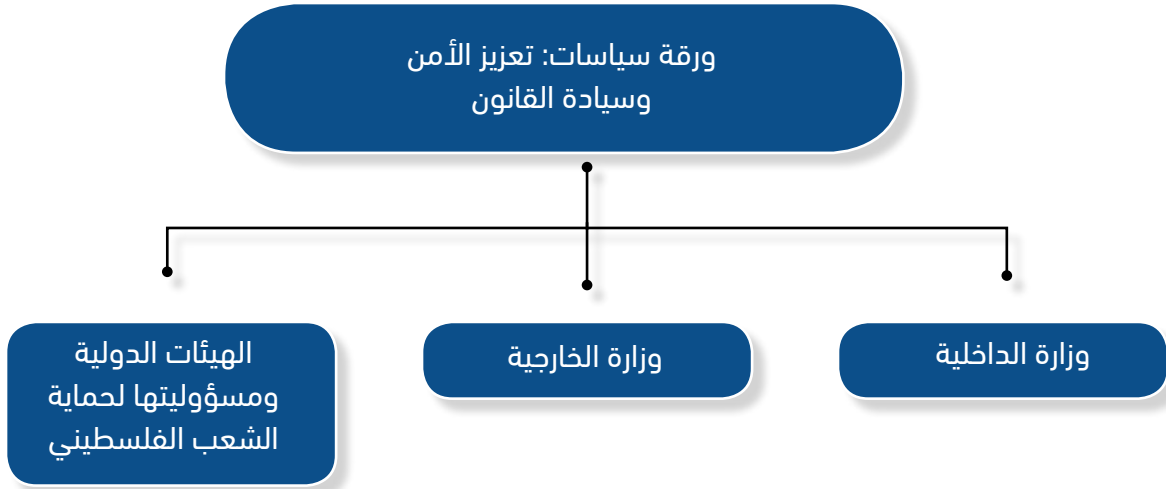 ورقة سياسات: تعزيز الأمن
وسيادة القانون
وزارة الداخلية
وزارة الخارجية
الهيئات الدولية
ومسؤوليتها لحماية
الشعب الفلسطيني